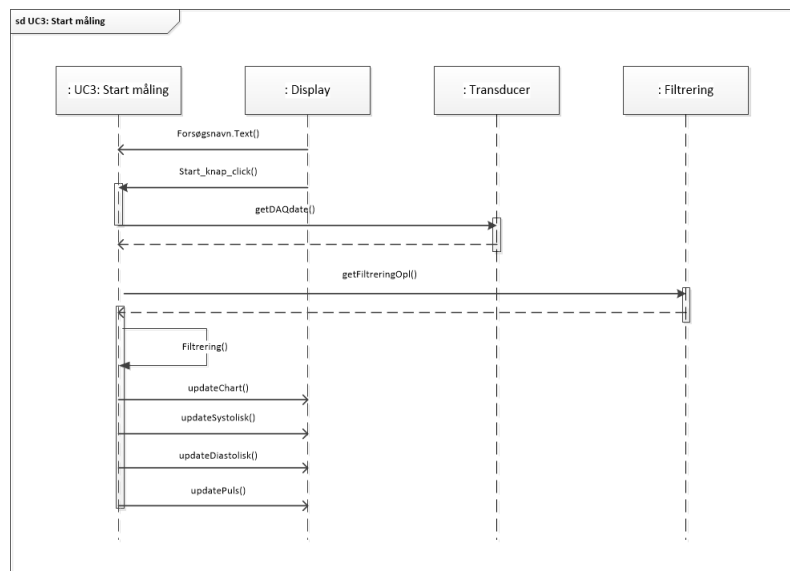 sd UC3: Start måling
: UC3: Start måling
: Display
: Transducer
: Filtrering
Forsøgsnavn.Text()
Start_knap_click()
getDAQdate()
getFiltreringOpl()
Filtrering()
updateChart()
updateSystolisk()
updateDiastolisk()
updatePuls()